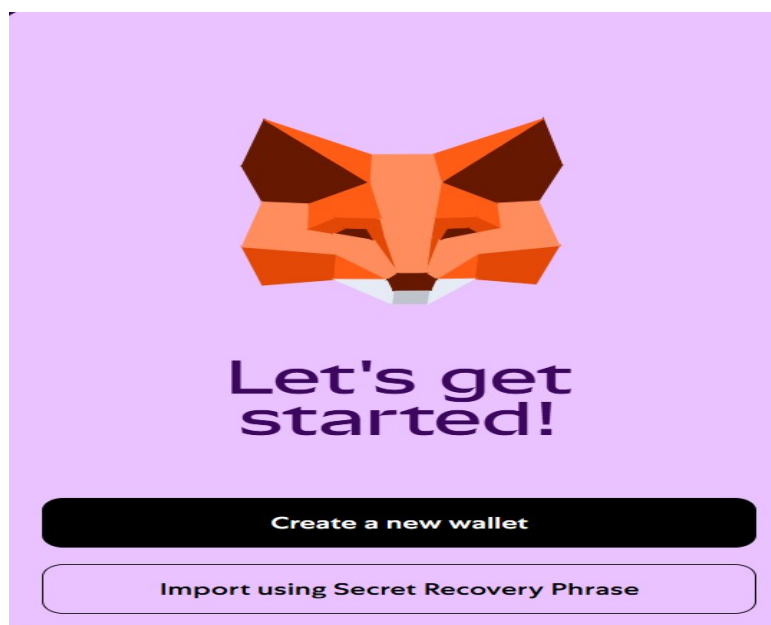 Let's get
started!
Create a new wallet
Import using Secret Recovery Phrase